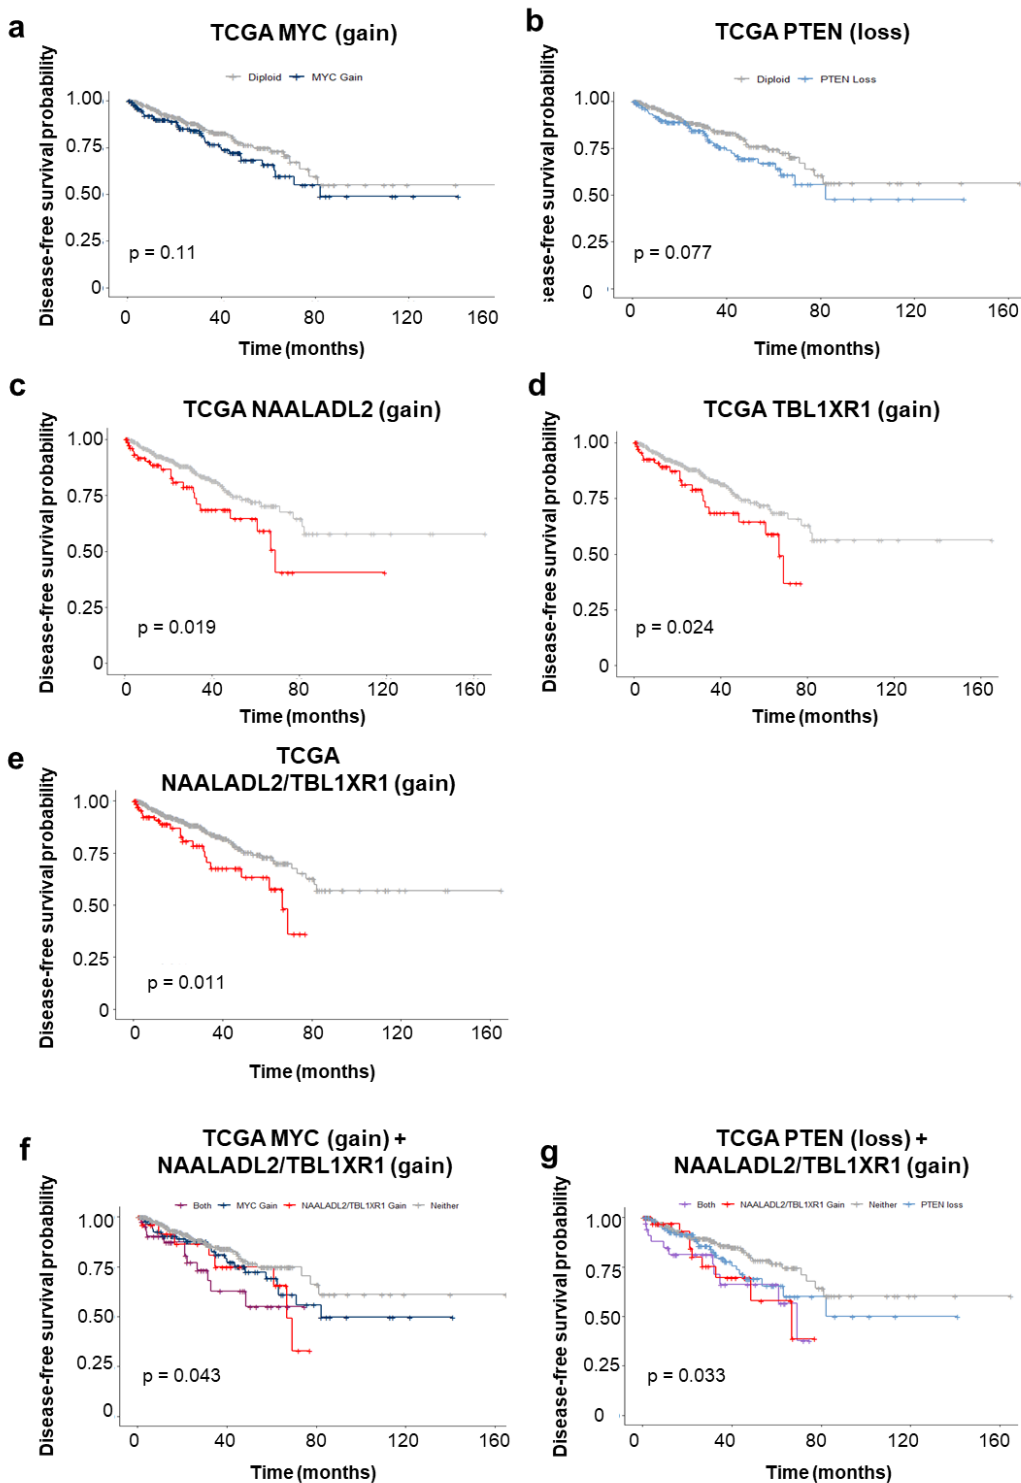 a
TCGA MYC (gain)
Diploid MYC Gain
Disease-free survival probability
1.00
0.75
0.50
0.25
0
p = 0.11
0 40 80 120 160
Time (months)
b
TCGA PTEN (loss)
Diploid PTEN Loss
sease-free survival probability
1.00
0.75
0.50
0.25
0
p = 0.077
0 40 80 120 160
Time (months)
c
TCGA NAALADL2 (gain)
Disease-free survival probability
1.00
0.75
0.50
0.25
0
p = 0.019
0 40 80 120 160
Time (months)
d
TCGA TBL1XR1 (gain)
Disease-free survival probability
1.00
0.75
0.50
0.25
0
p = 0.024
0 40 80 120 160
Time (months)
e
TCGA
NAALADL2/TBL1XR1 (gain)
Disease-free survival probability
1.00
0.75
0.50
0.25
0
p = 0.011
0 40 80 120 160
Time (months)
f
TCGA MYC (gain) +
NAALADL2/TBL1XR1 (gain)
Both MYC Gain NAALADL2/TBL1XR1 Gain Neither
Disease-free survival probability
1.00
0.75
0.50
0.25
0
p = 0.043
0 40 80 120 160
Time (months)
g
TCGA PTEN (loss) +
NAALADL2/TBL1XR1 (gain)
Both NAALADL2/TBL1XR1 Gain Neither PTEN loss
Disease-free survival probability
1.00
0.75
0.50
0.25
0
p = 0.033
0 40 80 120 160
Time (months)